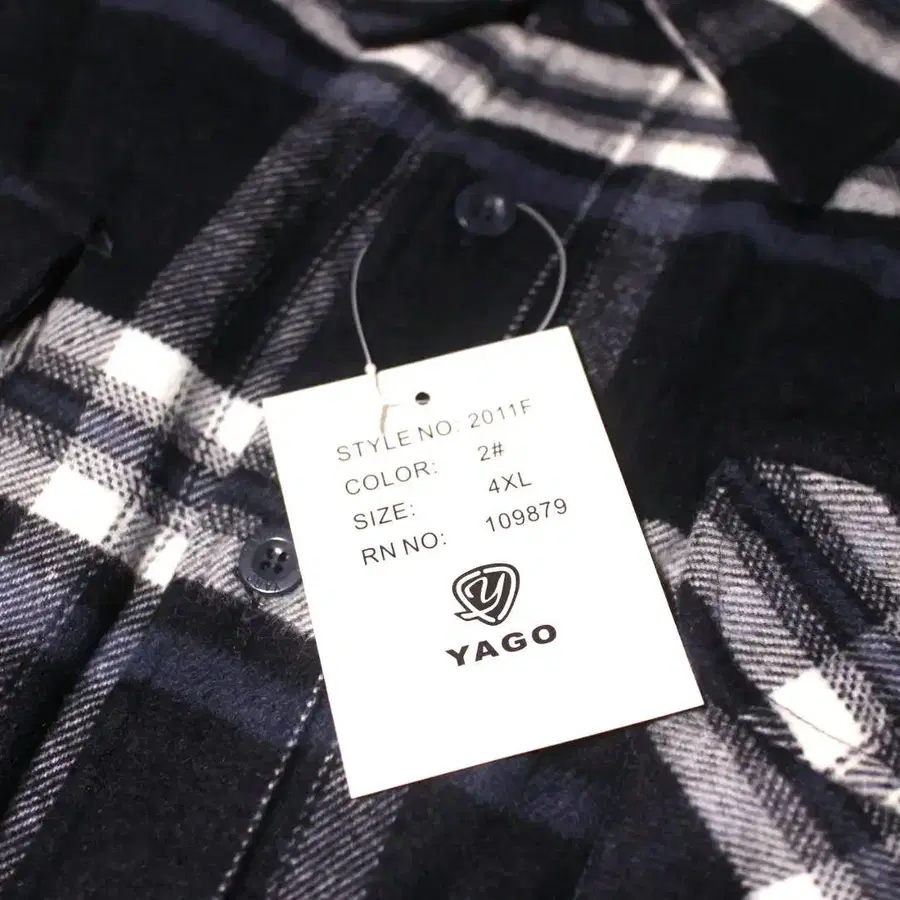 STYLE NO: 2011F
COLOR: 2#
SIZE: 4XL
RN NO: 109879
Y
YAGO